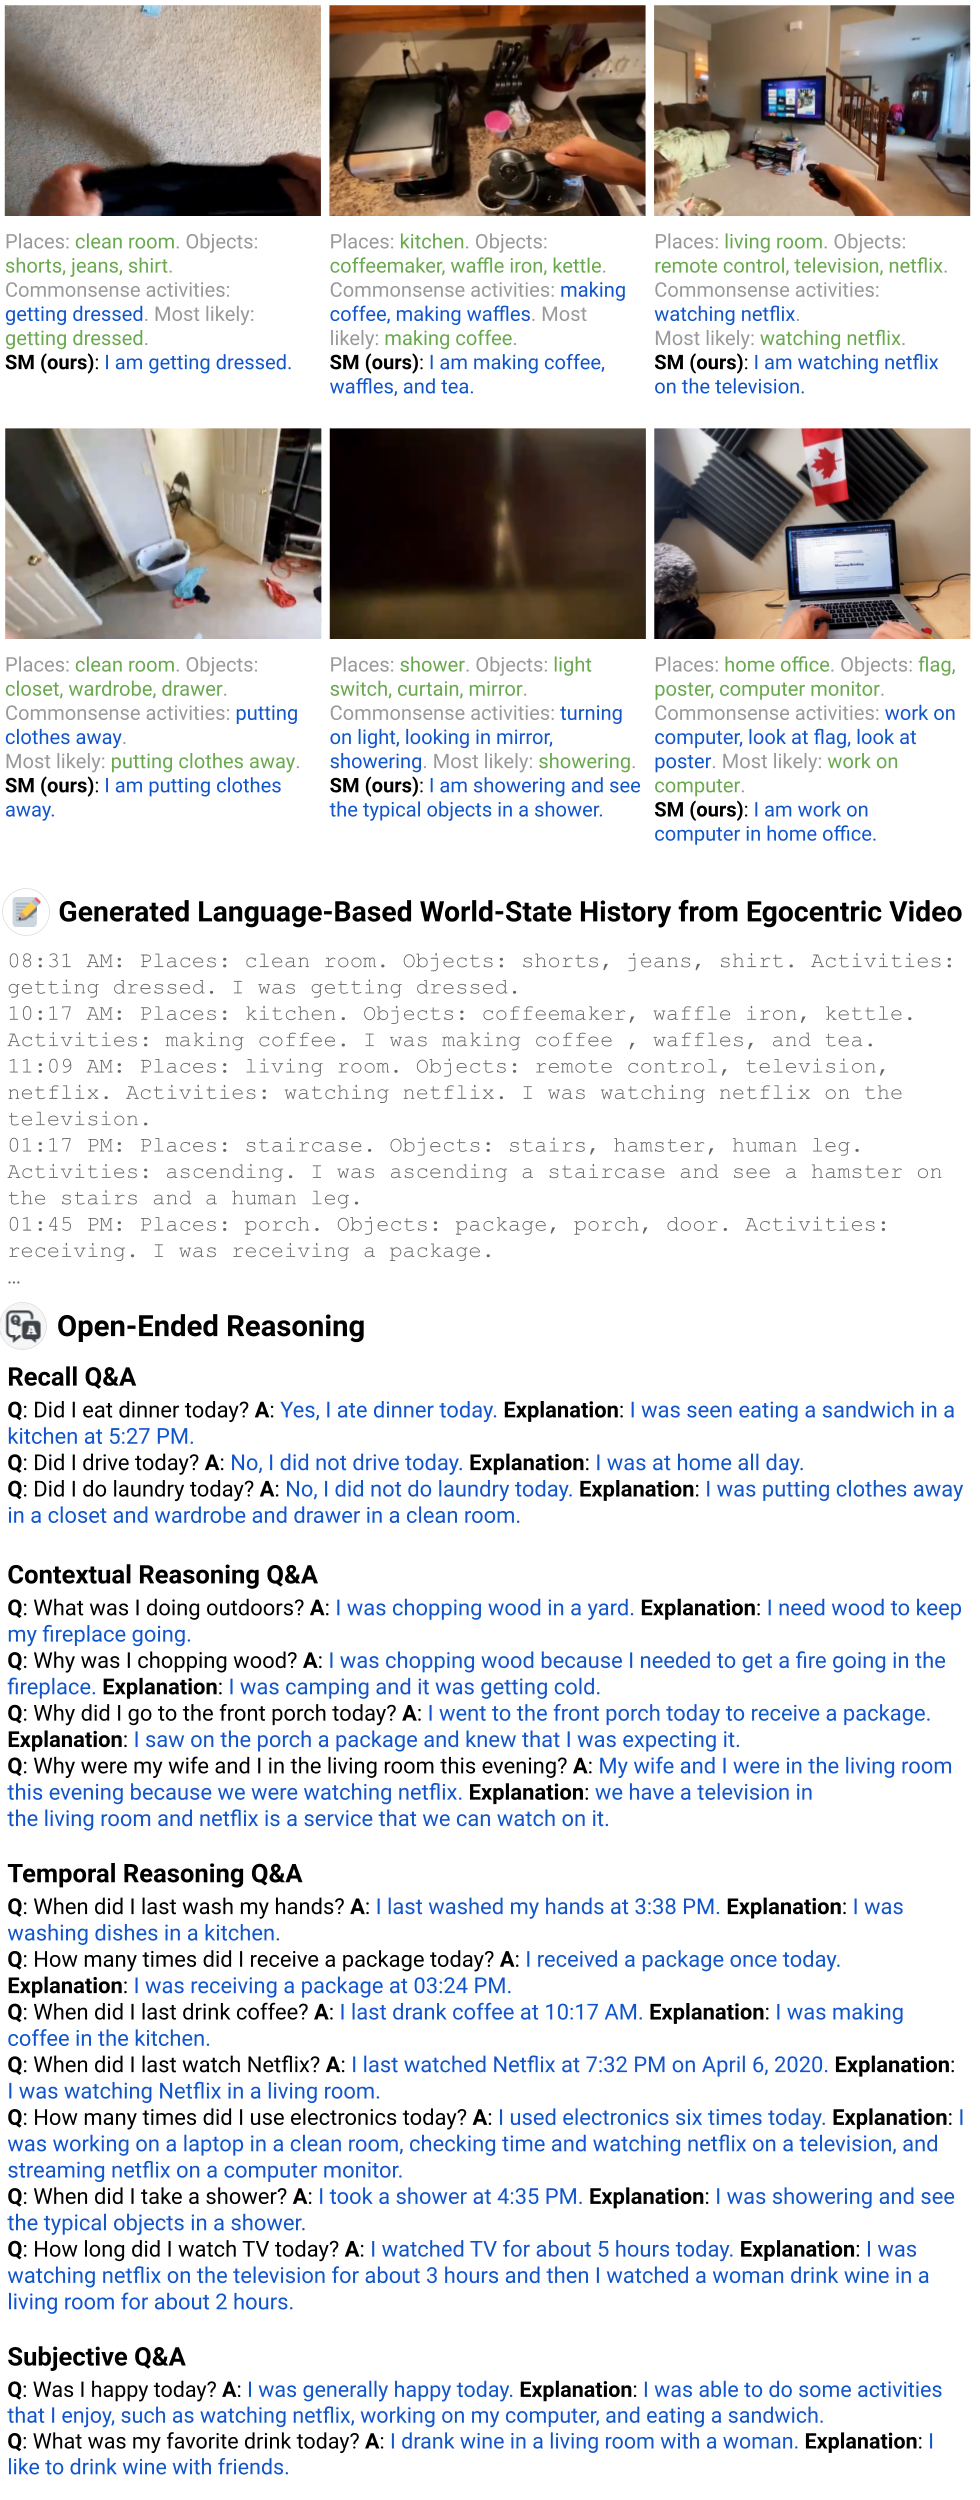 Places: clean room. Objects:
shorts, jeans, shirt.
Commonsense activities:
getting dressed. Most likely:
getting dressed.
SM (ours): I am getting dressed.
Places: kitchen. Objects:
coffeemaker, waffle iron, kettle.
Commonsense activities: making
coffee, making waffles. Most
likely: making coffee.
SM (ours): I am making coffee,
waffles, and tea.
Places: living room. Objects:
remote control, television, netflix.
Commonsense activities:
watching netflix.
Most likely: watching netflix.
SM (ours): I am watching netflix
on the television.
Places: clean room. Objects:
closet, wardrobe, drawer.
Commonsense activities: putting
clothes away.
Most likely: putting clothes away.
SM (ours): I am putting clothes
away.
Places: shower. Objects: light
switch, curtain, mirror.
Commonsense activities: turning
on light, looking in mirror,
showering. Most likely: showering.
SM (ours): I am showering and see
the typical objects in a shower.
Places: home office. Objects: flag,
poster, computer monitor.
Commonsense activities: work on
computer, look at flag, look at
poster. Most likely: work on
computer.
SM (ours): I am work on
computer in home office.
Generated Language-Based World-State History from Egocentric Video
08:31 AM: Places: clean room. Objects: shorts, jeans, shirt. Activities:
getting dressed. I was getting dressed.
10:17 AM: Places: kitchen. Objects: coffeemaker, waffle iron, kettle.
Activities: making coffee. I was making coffee , waffles, and tea.
11:09 AM: Places: living room. Objects: remote control, television,
netflix. Activities: watching netflix. I was watching netflix on the
television.
01:17 PM: Places: staircase. Objects: stairs, hamster, human leg.
Activities: ascending. I was ascending a staircase and see a hamster on
the stairs and a human leg.
01:45 PM: Places: porch. Objects: package, porch, door. Activities:
receiving. I was receiving a package.
...
Q A
Open-Ended Reasoning
Recall Q&A
Q: Did I eat dinner today? A: Yes, I ate dinner today. Explanation: I was seen eating a sandwich in a
kitchen at 5:27 PM.
Q: Did I drive today? A: No, I did not drive today. Explanation: I was at home all day.
Q: Did I do laundry today? A: No, I did not do laundry today. Explanation: I was putting clothes away
in a closet and wardrobe and drawer in a clean room.
Contextual Reasoning Q&A
Q: What was I doing outdoors? A: I was chopping wood in a yard. Explanation: I need wood to keep
my fireplace going.
Q: Why was I chopping wood? A: I was chopping wood because I needed to get a fire going in the
fireplace. Explanation: I was camping and it was getting cold.
Q: Why did I go to the front porch today? A: I went to the front porch today to receive a package.
Explanation: I saw on the porch a package and knew that I was expecting it.
Q: Why were my wife and I in the living room this evening? A: My wife and I were in the living room
this evening because we were watching netflix. Explanation: we have a television in
the living room and netflix is a service that we can watch on it.
Temporal Reasoning Q&A
Q: When did I last wash my hands? A: I last washed my hands at 3:38 PM. Explanation: I was
washing dishes in a kitchen.
Q: How many times did I receive a package today? A: I received a package once today.
Explanation: I was receiving a package at 03:24 PM.
Q: When did I last drink coffee? A: I last drank coffee at 10:17 AM. Explanation: I was making
coffee in the kitchen.
Q: When did I last watch Netflix? A: I last watched Netflix at 7:32 PM on April 6, 2020. Explanation:
I was watching Netflix in a living room.
Q: How many times did I use electronics today? A: I used electronics six times today. Explanation: I
was working on a laptop in a clean room, checking time and watching netflix on a television, and
streaming netflix on a computer monitor.
Q: When did I take a shower? A: I took a shower at 4:35 PM. Explanation: I was showering and see
the typical objects in a shower.
Q: How long did I watch TV today? A: I watched TV for about 5 hours today. Explanation: I was
watching netflix on the television for about 3 hours and then I watched a woman drink wine in a
living room for about 2 hours.
Subjective Q&A
Q: Was I happy today? A: I was generally happy today. Explanation: I was able to do some activities
that I enjoy, such as watching netflix, working on my computer, and eating a sandwich.
Q: What was my favorite drink today? A: I drank wine in a living room with a woman. Explanation: I
like to drink wine with friends.